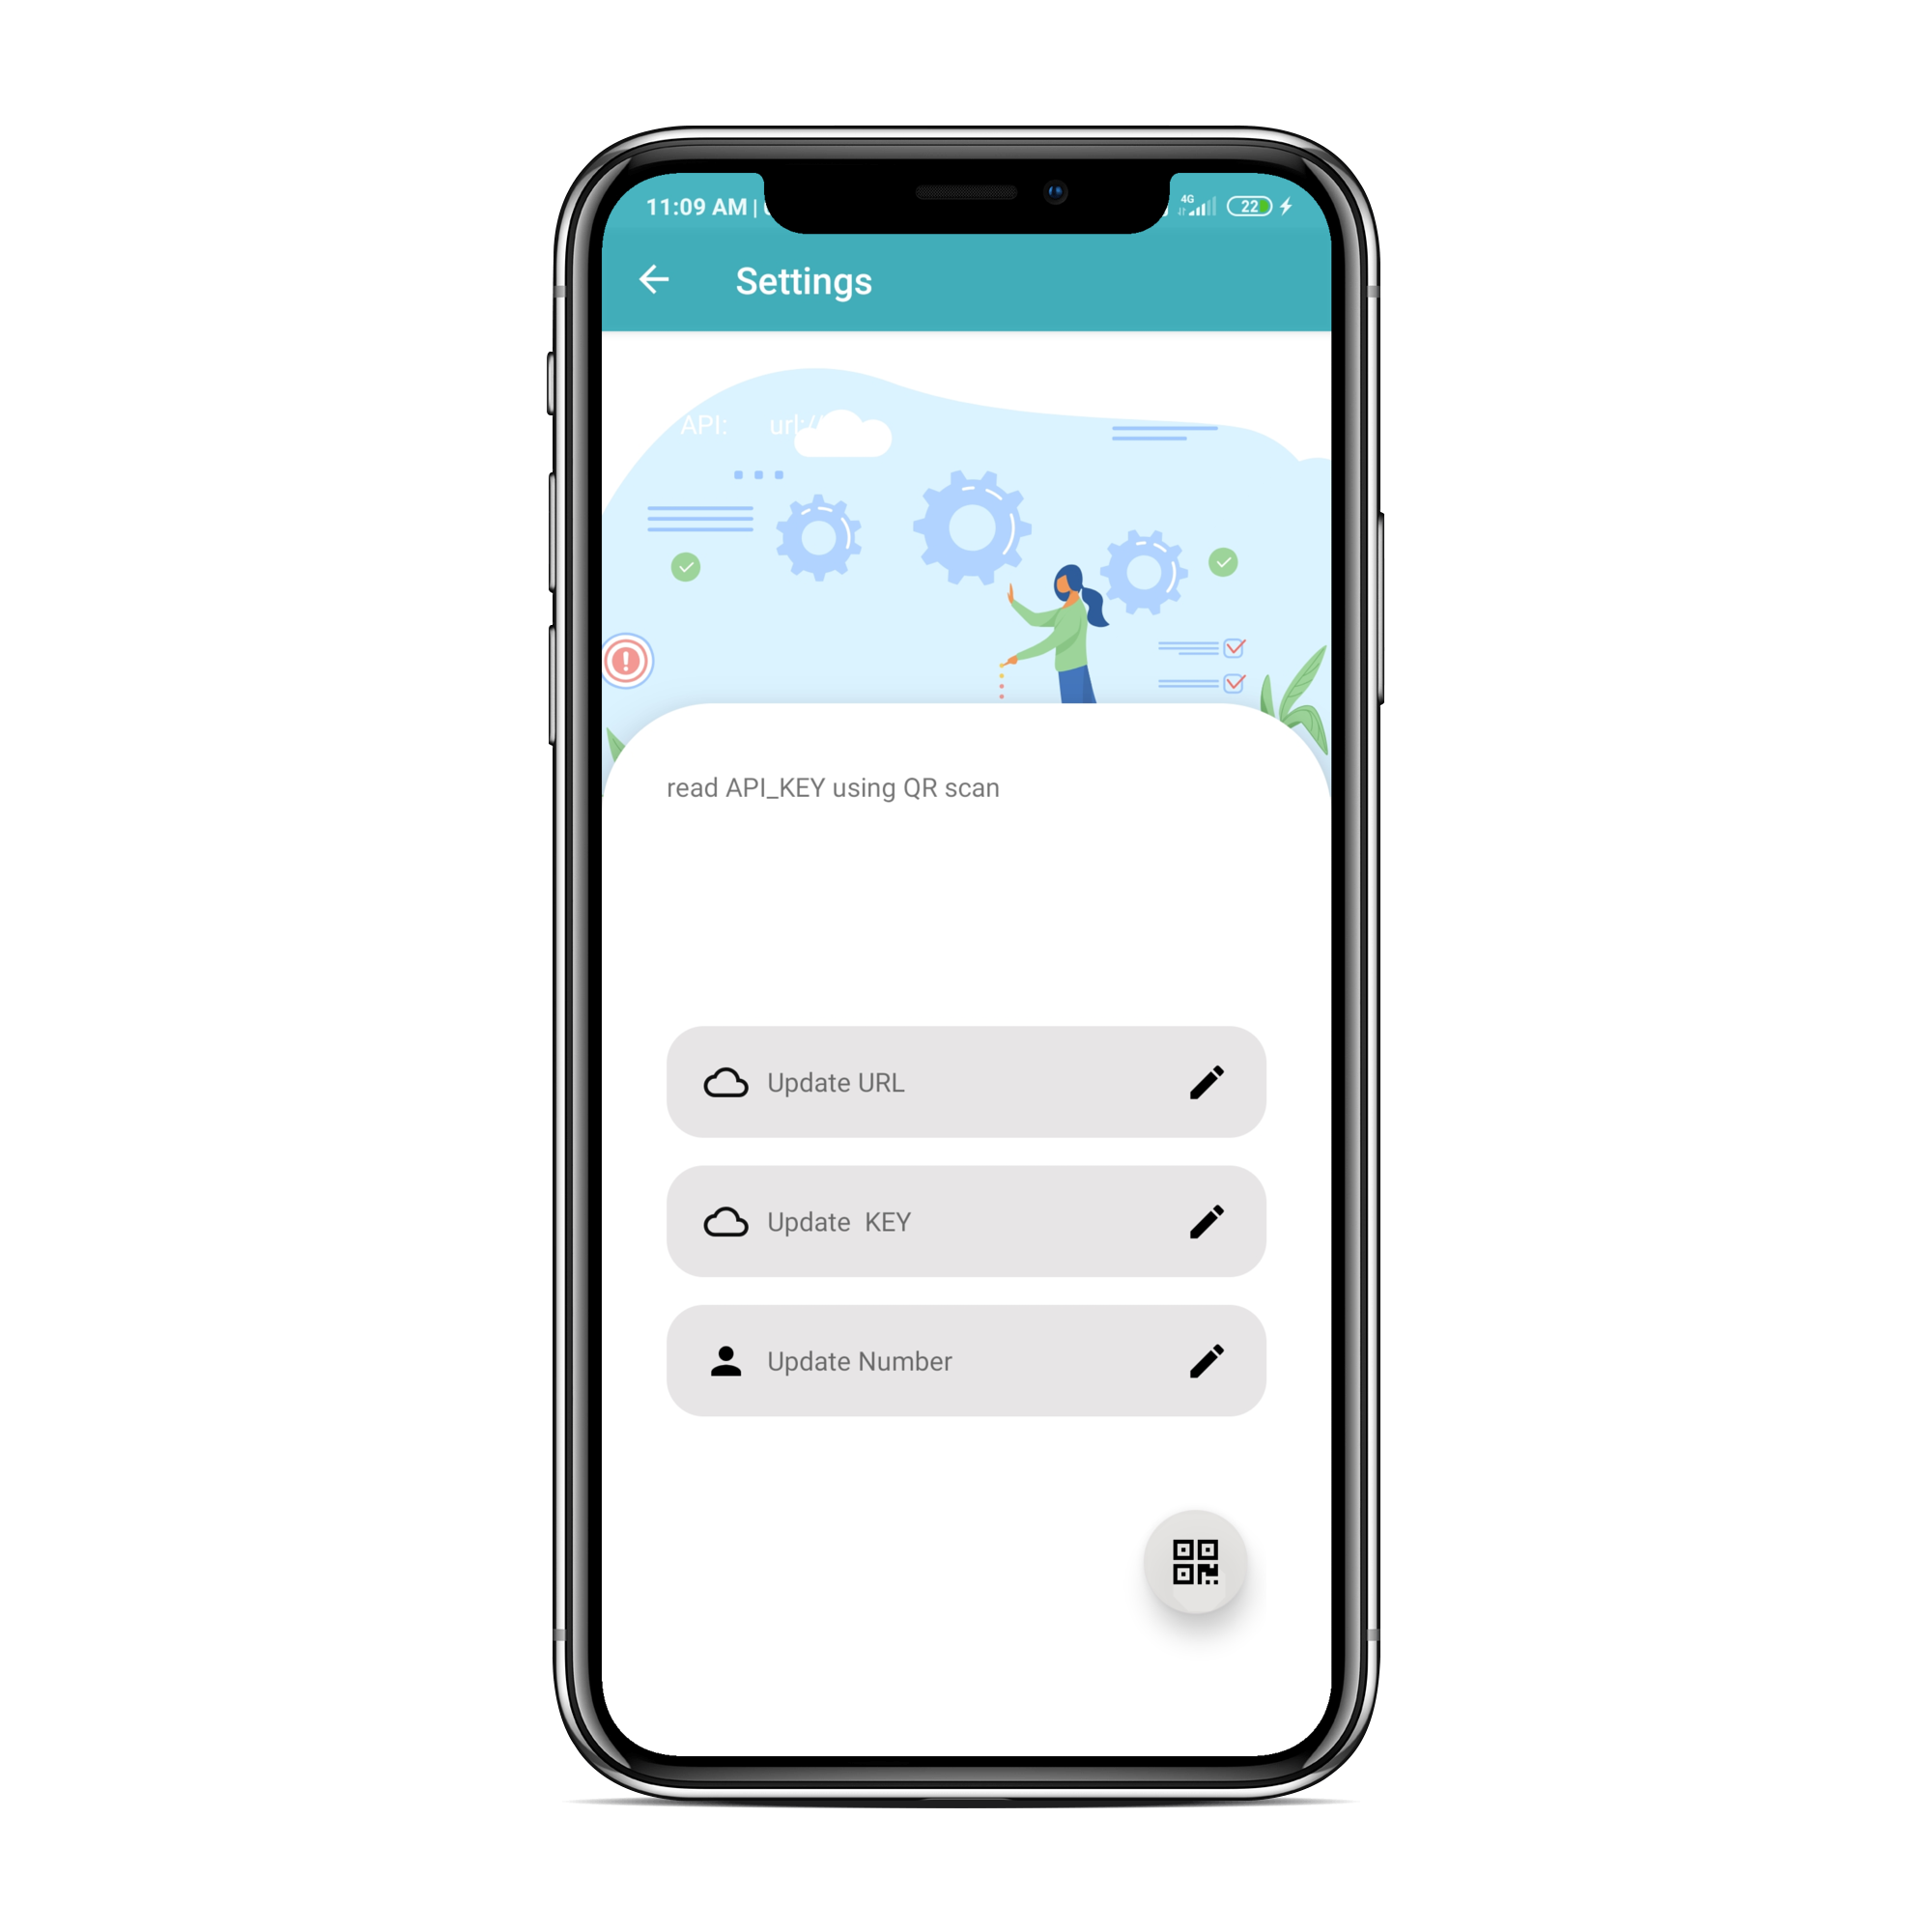 11:09 AM | 4G 22
Settings
API: url://
read API_KEY using QR scan
Update URL
Update  KEY
Update Number